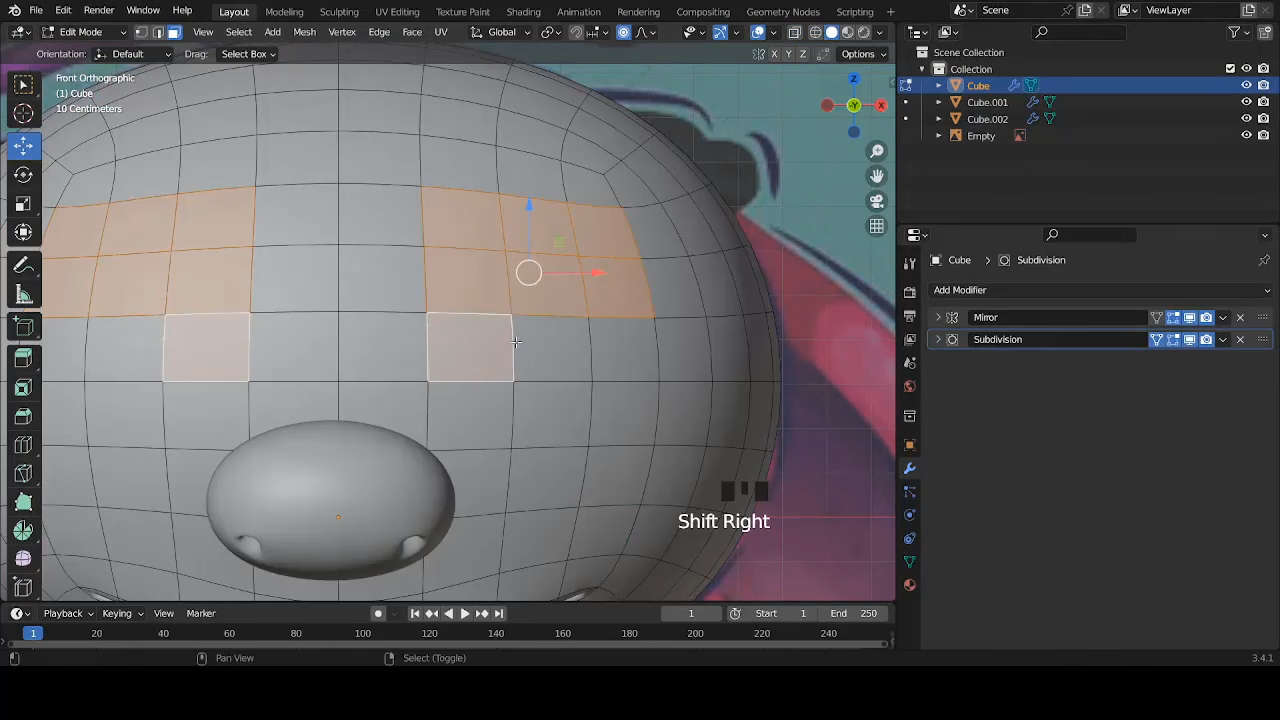 File Edit Render Window Help Layout Modeling Sculpting UV Editing Texture Paint Shading Animation Rendering Compositing Geometry Nodes Scripting Scene ViewLayer
Edit Mode View Select Add Mesh Vertex Edge Face UV Global
Orientation: Default Drag: Select Box X Y Z Options
Front Orthographic
(1) Cube
10 Centimeters
Z
-Y
X
Shift Right
Scene Collection
Collection
Cube
Cube.001
Cube.002
Empty
Cube > Subdivision
Add Modifier
Mirror
Subdivision
Playback Keying View Marker 1 Start 1 End 250
1 20 40 60 80 100 120 140 160 180 200 220 240
Pan View Select (Toggle) 3.4.1